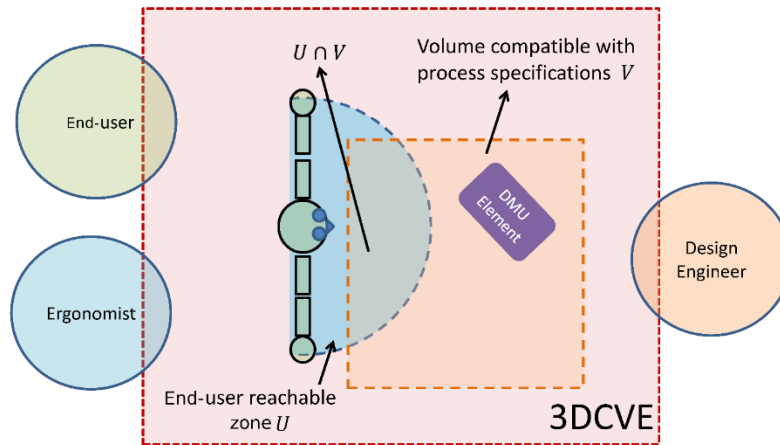 U ∩ V
Volume compatible with
process specifications V
End-user
DMU
Element
Design
Engineer
Ergonomist
End-user reachable
zone U
3DCVE